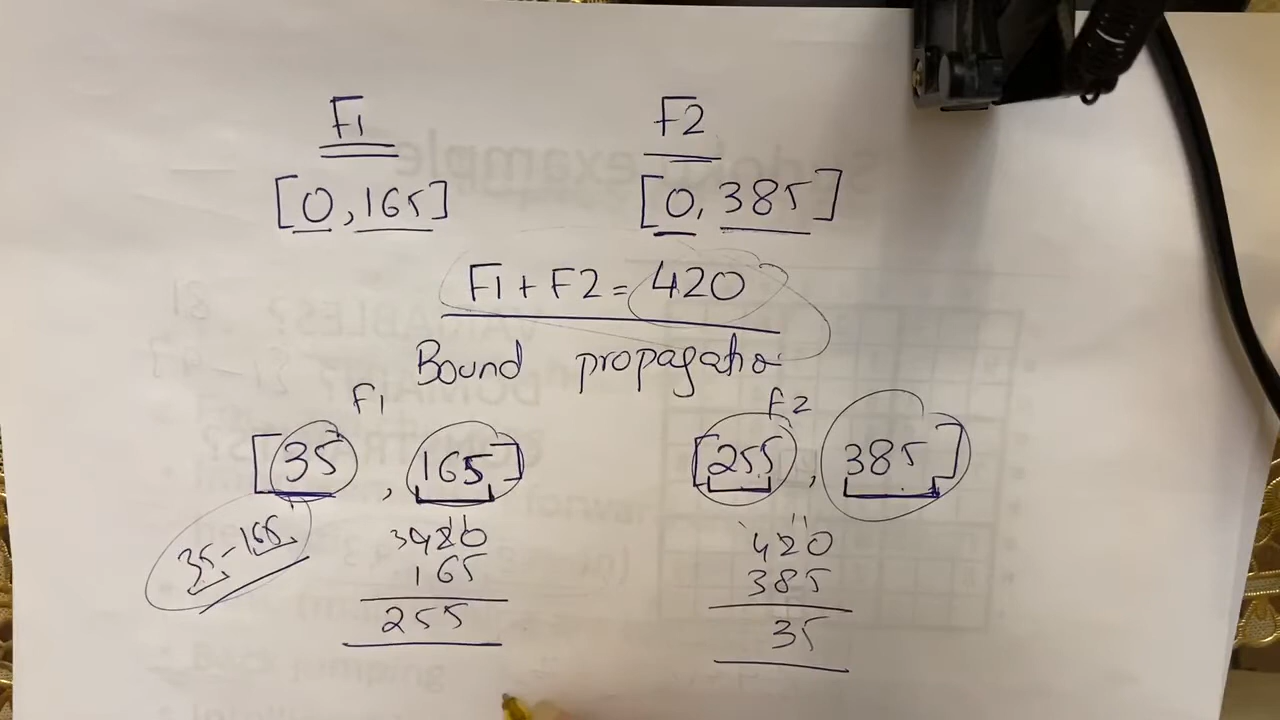 F1 F2
[0, 165] [0, 385]
F1 + F2 = 420
Bound propagatio
F1 F2
[35, 165] [255, 385]
35-165
420 420
165 385
255 35